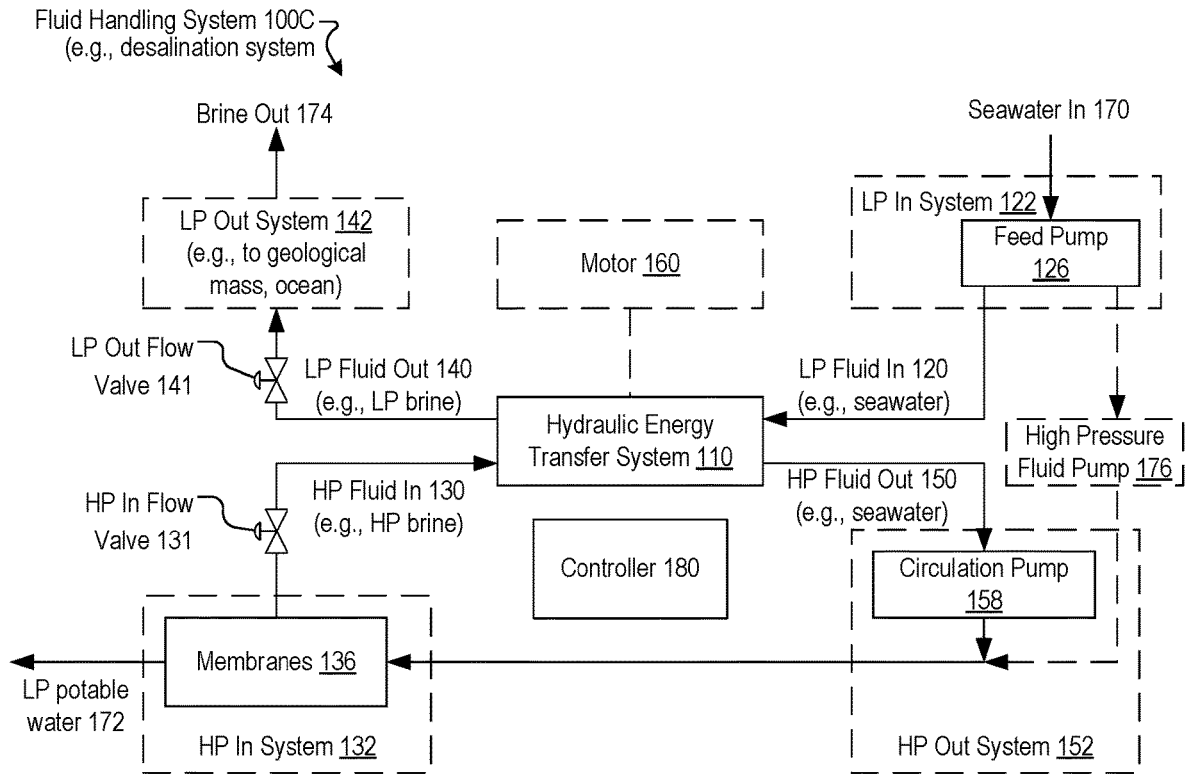 Fluid Handling System 100C
(e.g., desalination system
Brine Out 174
Seawater In 170
LP Out System 142
(e.g., to geological
mass, ocean)
Motor 160
LP In System 122
Feed Pump
126
LP Out Flow
Valve 141
LP Fluid Out 140
(e.g., LP brine)
LP Fluid In 120
(e.g., seawater)
Hydraulic Energy
Transfer System 110
High Pressure
Fluid Pump 176
HP In Flow
Valve 131
HP Fluid In 130
(e.g., HP brine)
HP Fluid Out 150
(e.g., seawater)
Controller 180
Circulation Pump
158
Membranes 136
LP potable
water 172
HP In System 132
HP Out System 152